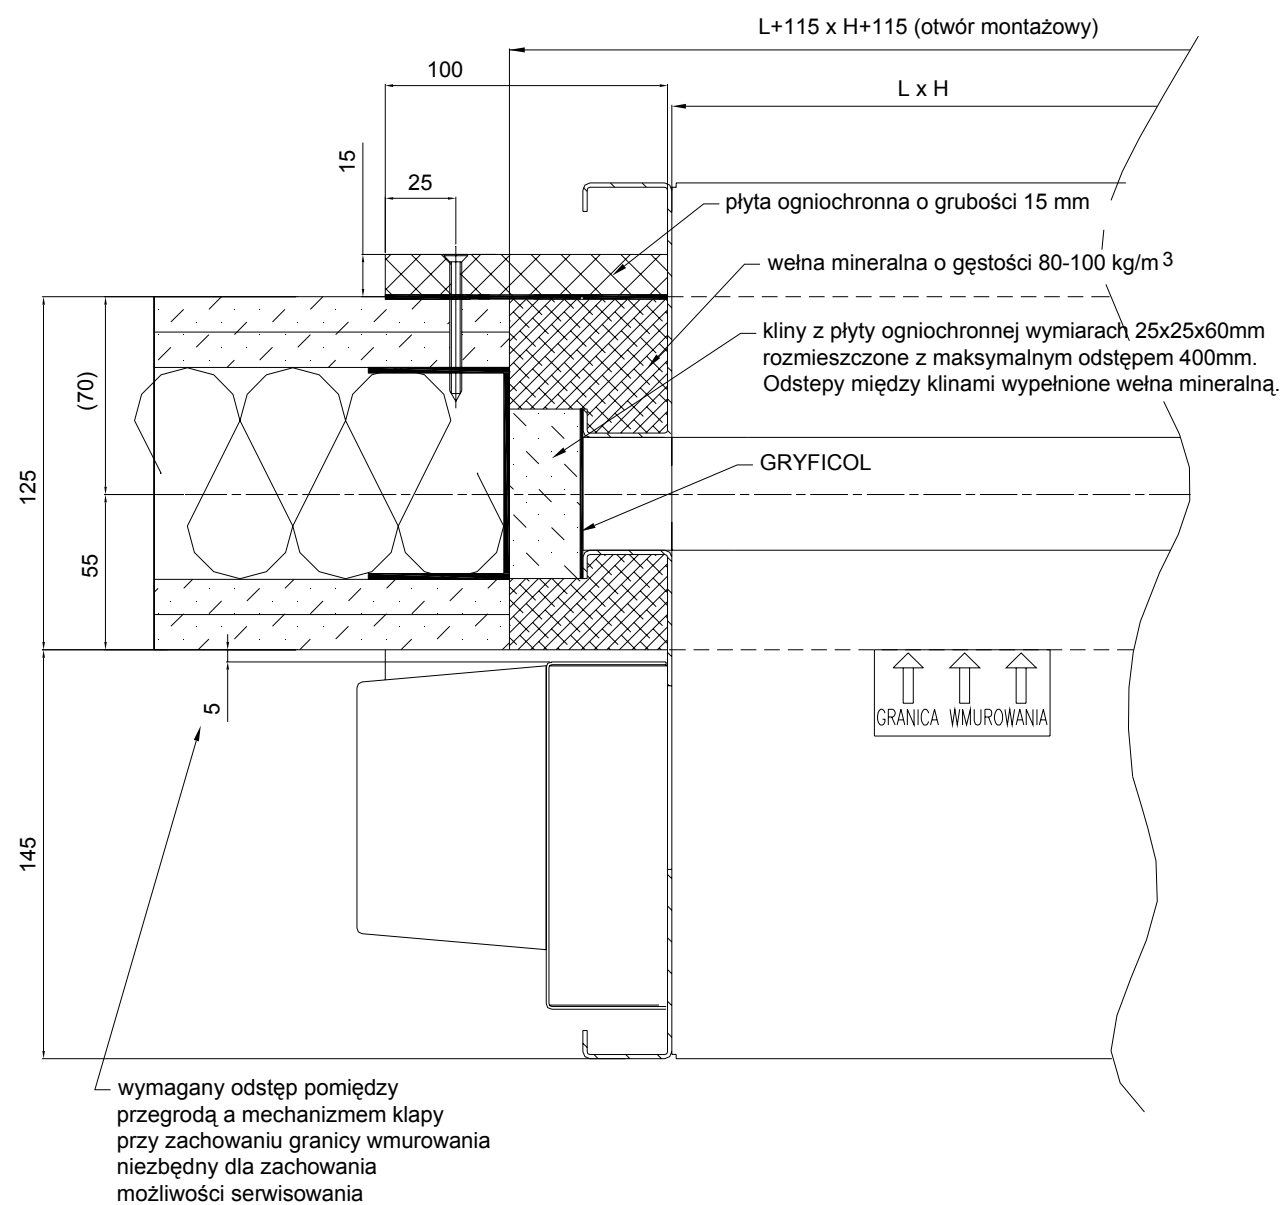 L+115 x H+115 (otwór montażowy)
100
L x H
15
25
płyta ogniochronna o grubości 15 mm
wełna mineralna o gęstości 80-100 kg/m 3
kliny z płyty ogniochronnej wymiarach 25x25x60mm
rozmieszczone z maksymalnym odstępem 400mm.
Odstepy między klinami wypełnione wełna mineralną.
(70)
125
GRYFICOL
55
5
GRANICA WMUROWANIA
145
wymagany odstęp pomiędzy
przegrodą a mechanizmem klapy
przy zachowaniu granicy wmurowania
niezbędny dla zachowania
możliwości serwisowania